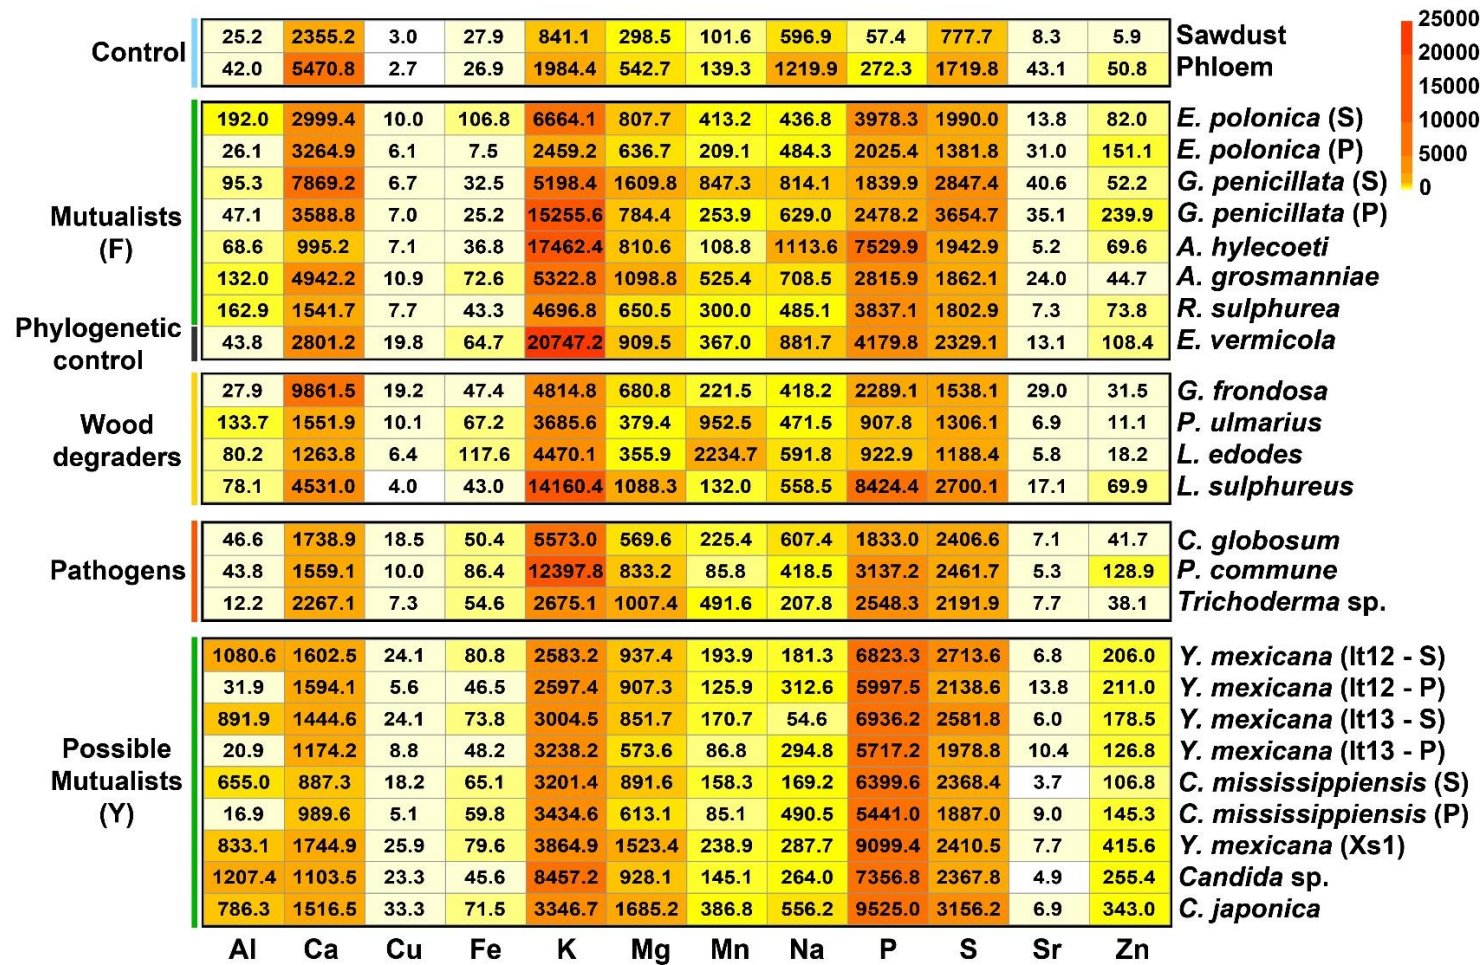 Control
25.2 2355.2 3.0 27.9 841.1 298.5 101.6 596.9 57.4 777.7 8.3 5.9 Sawdust
42.0 5470.8 2.7 26.9 1984.4 542.7 139.3 1219.9 272.3 1719.8 43.1 50.8 Phloem
25000
20000
15000
10000
5000
0
Mutualists
(F)
192.0 2999.4 10.0 106.8 6664.1 807.7 413.2 436.8 3978.3 1990.0 13.8 82.0 E. polonica (S)
26.1 3264.9 6.1 7.5 2459.2 636.7 209.1 484.3 2025.4 1381.8 31.0 151.1 E. polonica (P)
95.3 7869.2 6.7 32.5 5198.4 1609.8 847.3 814.1 1839.9 2847.4 40.6 52.2 G. penicillata (S)
47.1 3588.8 7.0 25.2 15255.6 784.4 253.9 629.0 2478.2 3654.7 35.1 239.9 G. penicillata (P)
68.6 995.2 7.1 36.8 17462.4 810.6 108.8 1113.6 7529.9 1942.9 5.2 69.6 A. hylecoeti
132.0 4942.2 10.9 72.6 5322.8 1098.8 525.4 708.5 2815.9 1862.1 24.0 44.7 A. grosmanniae
162.9 1541.7 7.7 43.3 4696.8 650.5 300.0 485.1 3837.1 1802.9 7.3 73.8 R. sulphurea
Phylogenetic
control
43.8 2801.2 19.8 64.7 20747.2 909.5 367.0 881.7 4179.8 2329.1 13.1 108.4 E. vermicola
Wood
degraders
27.9 9861.5 19.2 47.4 4814.8 680.8 221.5 418.2 2289.1 1538.1 29.0 31.5 G. frondosa
133.7 1551.9 10.1 67.2 3685.6 379.4 952.5 471.5 907.8 1306.1 6.9 11.1 P. ulmarius
80.2 1263.8 6.4 117.6 4470.1 355.9 2234.7 591.8 922.9 1188.4 5.8 18.2 L. edodes
78.1 4531.0 4.0 43.0 14160.4 1088.3 132.0 558.5 8424.4 2700.1 17.1 69.9 L. sulphureus
Pathogens
46.6 1738.9 18.5 50.4 5573.0 569.6 225.4 607.4 1833.0 2406.6 7.1 41.7 C. globosum
43.8 1559.1 10.0 86.4 12397.8 833.2 85.8 418.5 3137.2 2461.7 5.3 128.9 P. commune
12.2 2267.1 7.3 54.6 2675.1 1007.4 491.6 207.8 2548.3 2191.9 7.7 38.1 Trichoderma sp.
Possible
Mutualists
(Y)
1080.6 1602.5 24.1 80.8 2583.2 937.4 193.9 181.3 6823.3 2713.6 6.8 206.0 Y. mexicana (It12 - S)
31.9 1594.1 5.6 46.5 2597.4 907.3 125.9 312.6 5997.5 2138.6 13.8 211.0 Y. mexicana (It12 - P)
891.9 1444.6 24.1 73.8 3004.5 851.7 170.7 54.6 6936.2 2581.8 6.0 178.5 Y. mexicana (It13 - S)
20.9 1174.2 8.8 48.2 3238.2 573.6 86.8 294.8 5717.2 1978.8 10.4 126.8 Y. mexicana (It13 - P)
655.0 887.3 18.2 65.1 3201.4 891.6 158.3 169.2 6399.6 2368.4 3.7 106.8 C. mississippiensis (S)
16.9 989.6 5.1 59.8 3434.6 613.1 85.1 490.5 5441.0 1887.0 9.0 145.3 C. mississippiensis (P)
833.1 1744.9 25.9 79.6 3864.9 1523.4 238.9 287.7 9099.4 2410.5 7.7 415.6 Y. mexicana (Xs1)
1207.4 1103.5 23.3 45.6 8457.2 928.1 145.1 264.0 7356.8 2367.8 4.9 255.4 Candida sp.
786.3 1516.5 33.3 71.5 3346.7 1685.2 386.8 556.2 9525.0 3156.2 6.9 343.0 C. japonica
Al Ca Cu Fe K Mg Mn Na P S Sr Zn